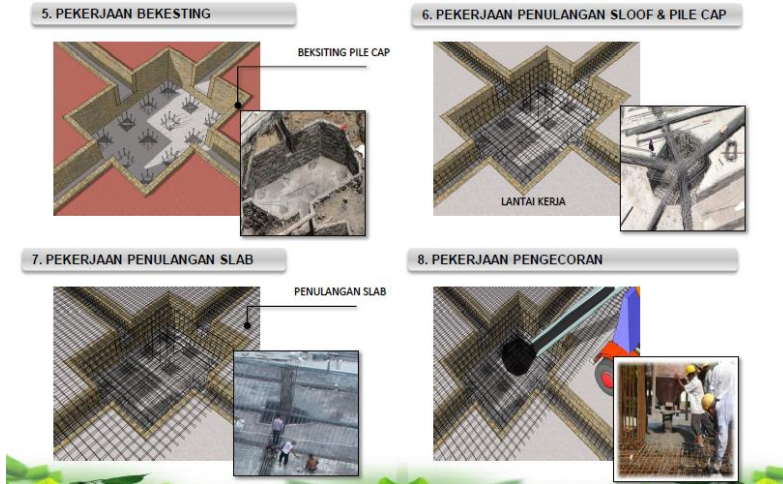 5. PEKERJAAN BEKESTING
6. PEKERJAAN PENULANGAN SLOOF & PILE CAP
BEKSITING PILE CAP
LANTAI KERJA
7. PEKERJAAN PENULANGAN SLAB
8. PEKERJAAN PENGECORAN
PENULANGAN SLAB